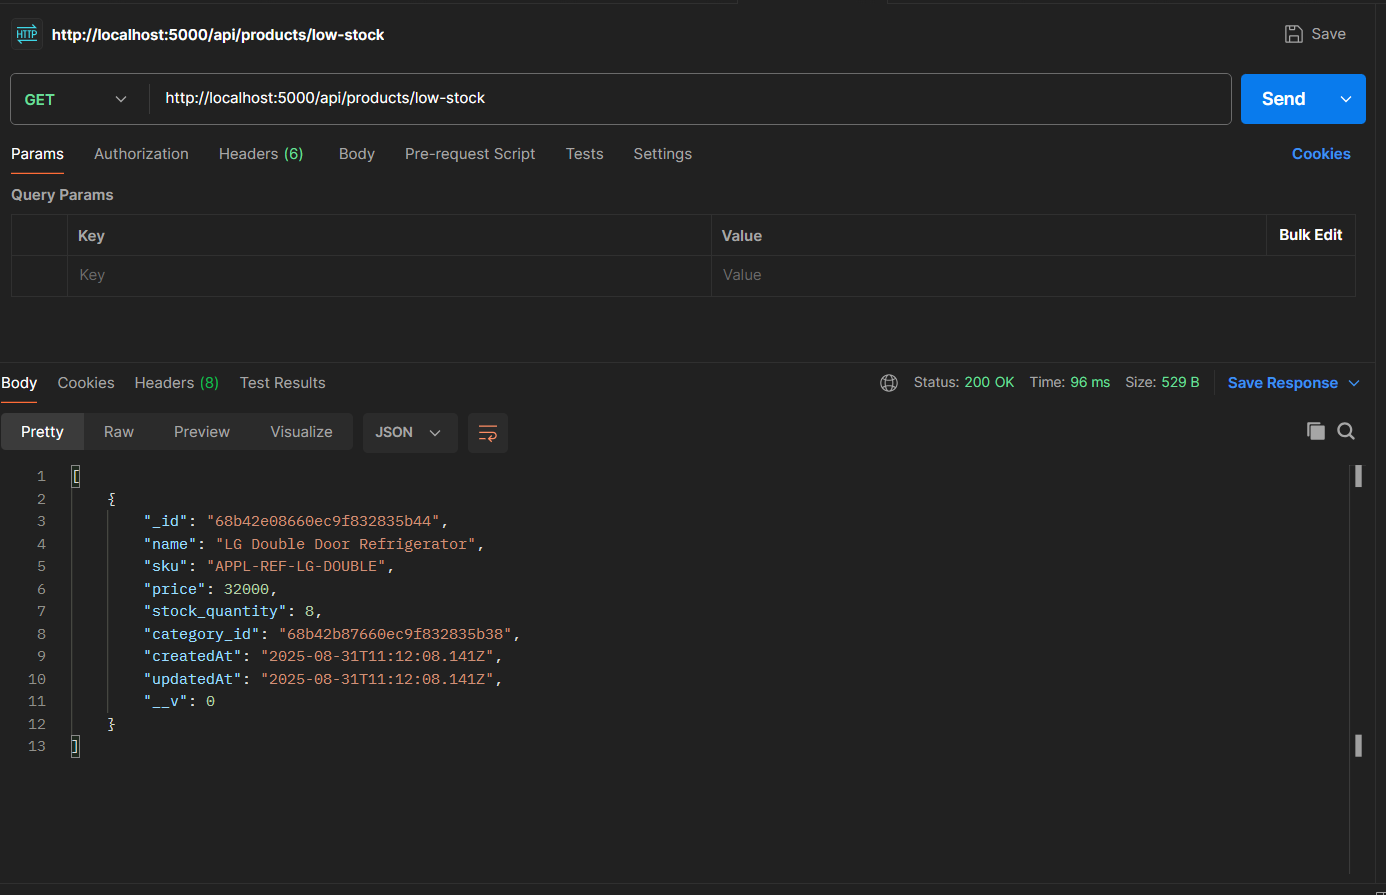 HTTP http://localhost:5000/api/products/low-stock Save
GET http://localhost:5000/api/products/low-stock Send
Params Authorization Headers (6) Body Pre-request Script Tests Settings Cookies
Query Params
Key Value Bulk Edit
Key Value
Body Cookies Headers (8) Test Results Status: 200 OK Time: 96 ms Size: 529 B Save Response
Pretty Raw Preview Visualize JSON
1 [
2 {
3 "_id": "68b42e08660ec9f832835b44",
4 "name": "LG Double Door Refrigerator",
5 "sku": "APPL-REF-LG-DOUBLE",
6 "price": 32000,
7 "stock_quantity": 8,
8 "category_id": "68b42b87660ec9f832835b38",
9 "createdAt": "2025-08-31T11:12:08.141Z",
10 "updatedAt": "2025-08-31T11:12:08.141Z",
11 "__v": 0
12 }
13 ]